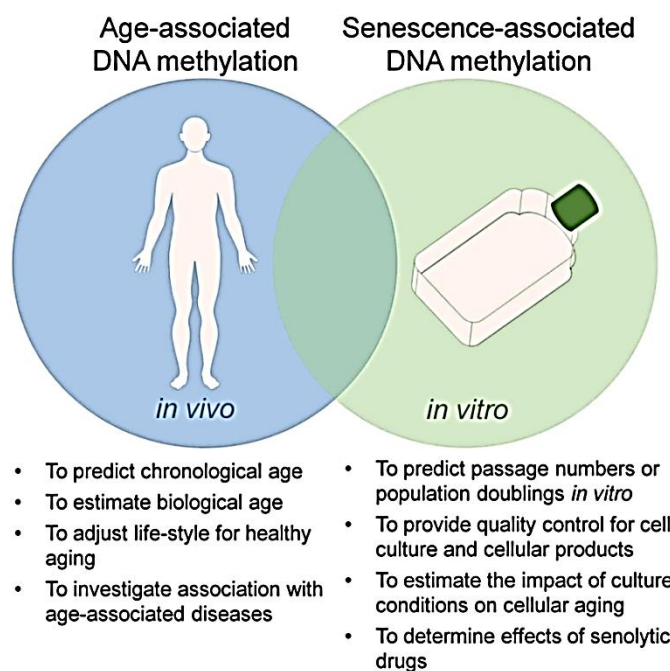 Age-associated
DNA methylation
Senescence-associated
DNA methylation
in vivo
in vitro
• To predict chronological age
• To estimate biological age
• To adjust life-style for healthy
aging
• To investigate association with
age-associated diseases
• To predict passage numbers or
population doublings in vitro
• To provide quality control for cell
culture and cellular products
• To estimate the impact of culture
conditions on cellular aging
• To determine effects of senolytic
drugs